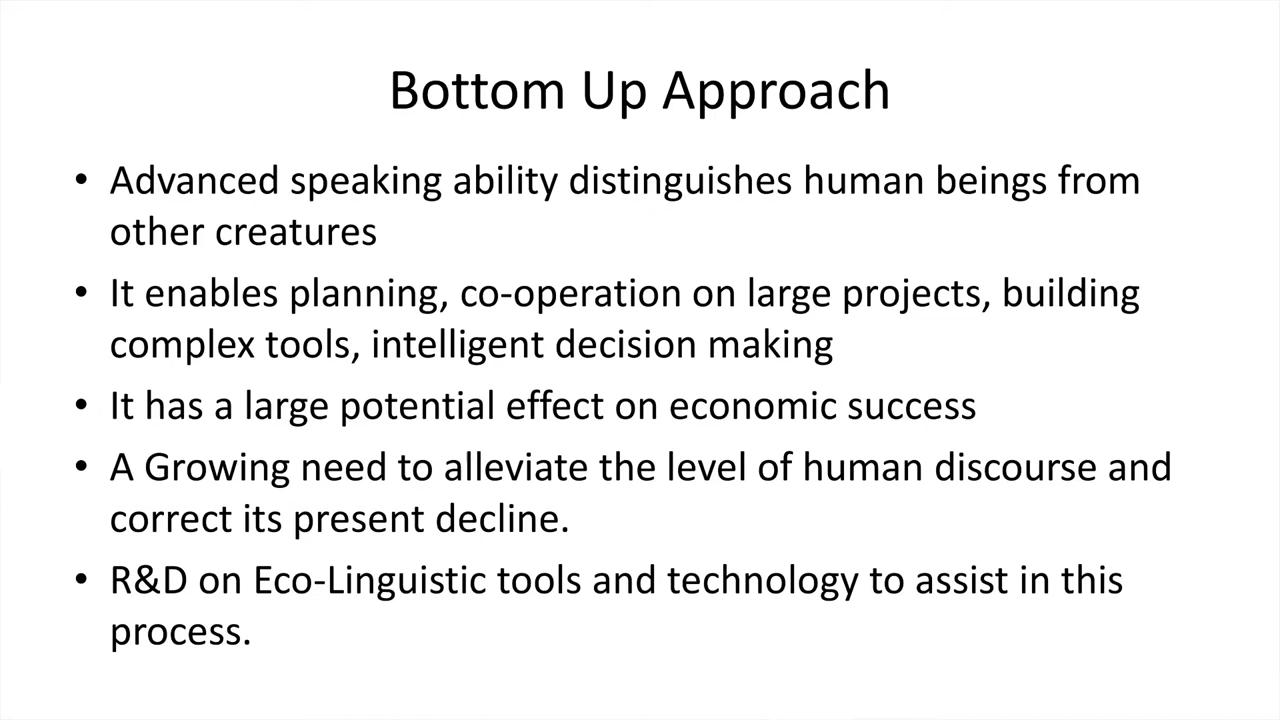 Bottom Up Approach
• Advanced speaking ability distinguishes human beings from
other creatures
• It enables planning, co-operation on large projects, building
complex tools, intelligent decision making
• It has a large potential effect on economic success
• A Growing need to alleviate the level of human discourse and
correct its present decline.
• R&D on Eco-Linguistic tools and technology to assist in this
process.